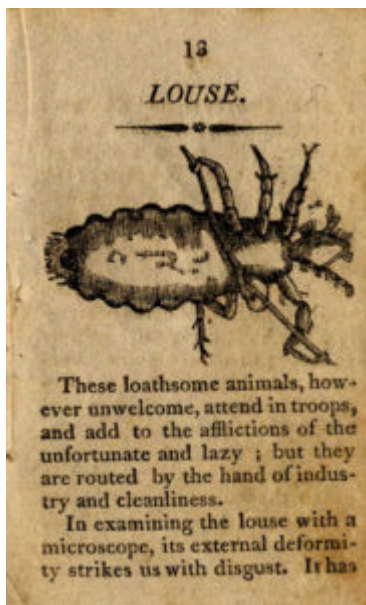 13
LOUSE.
These loathsome animals, how-
ever unwelcome, attend in troops,
and add to the afflictions of the
unfortunate and lazy ; but they
are routed by the hand of indus-
try and cleanliness.
In examining the louse with a
microscope, its external deformi-
ty strikes us with disgust. It has